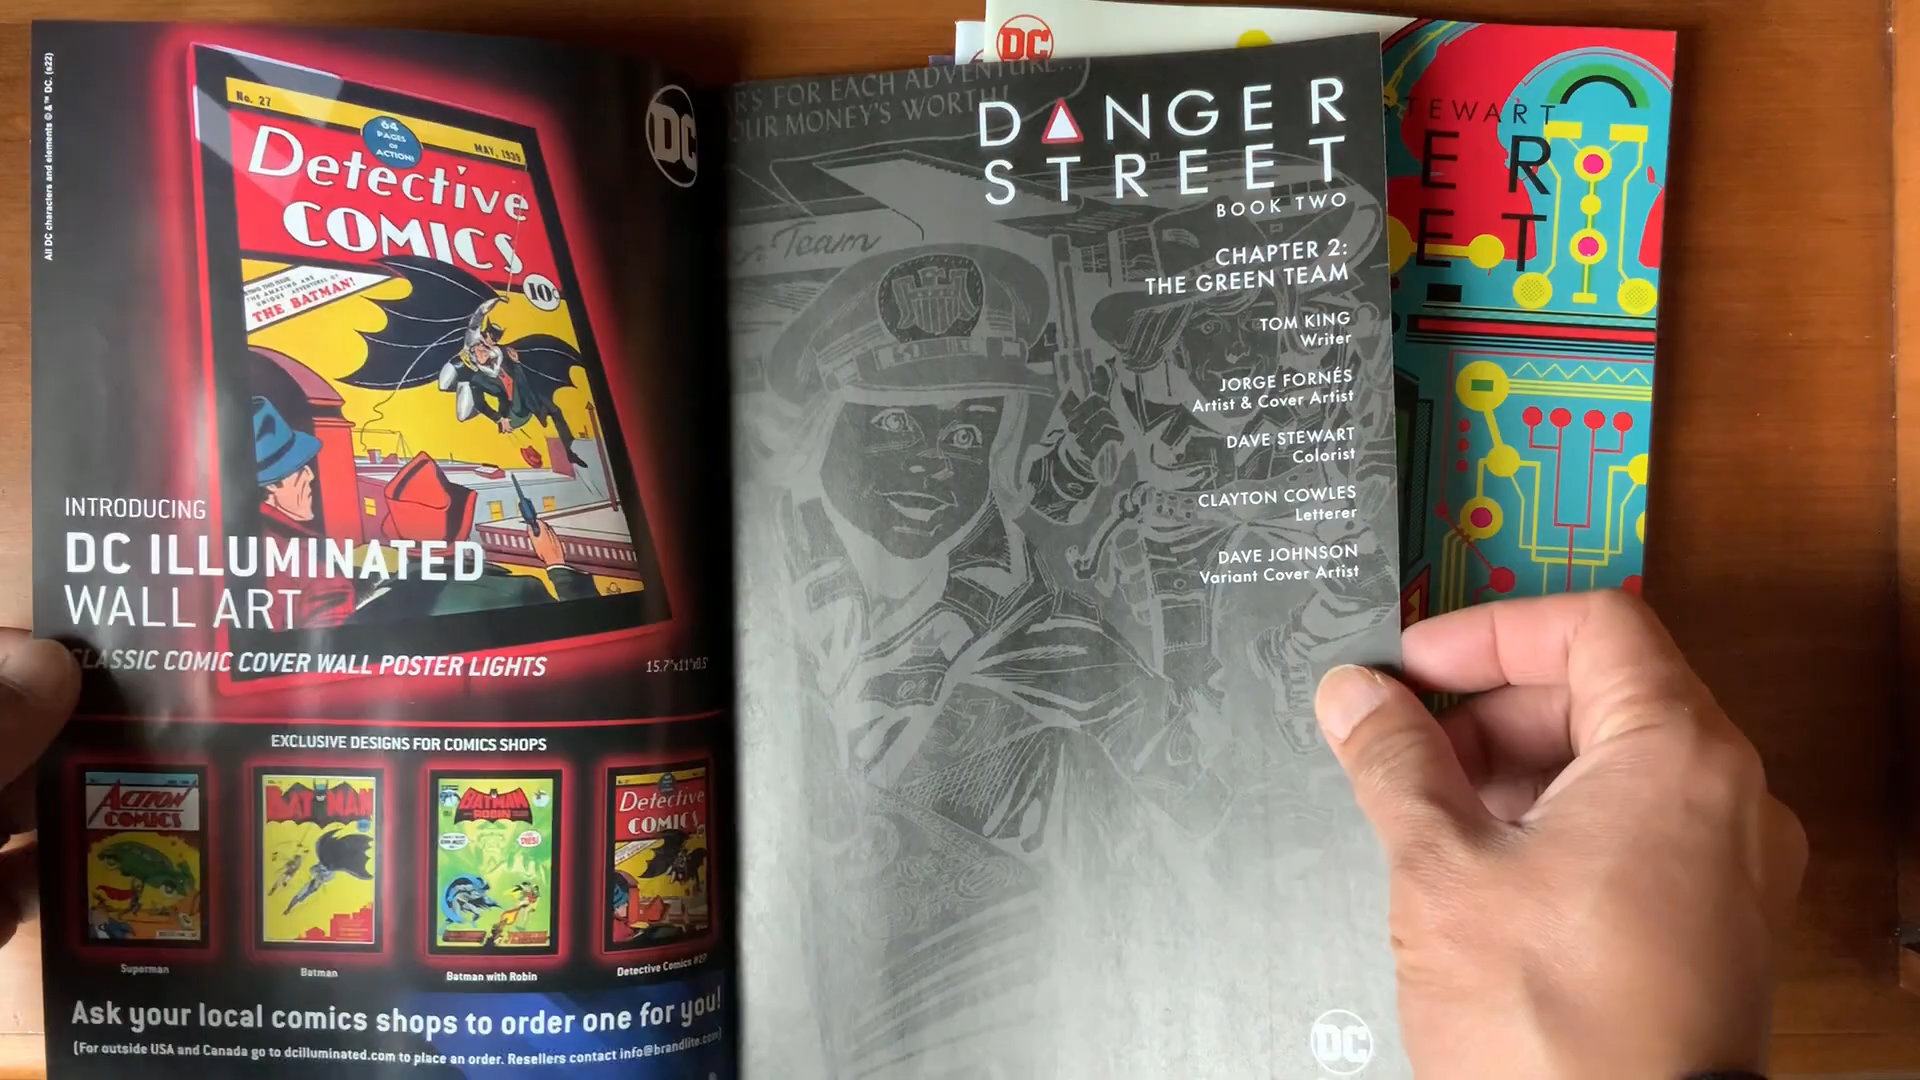 All DC characters and elements © & ™ DC. (s22)
No. 27
64
PAGES
OF
ACTION!
MAY, 1939
Detective
COMICS
10¢
THE AMAZING AND
UNIQUE ADVENTURES OF
THE BATMAN!
DC
INTRODUCING
DC ILLUMINATED
WALL ART
CLASSIC COMIC COVER WALL POSTER LIGHTS
15.7"x11"x0.5"
EXCLUSIVE DESIGNS FOR COMICS SHOPS
ACTION
COMICS
BATMAN
BATMAN
ROBIN
Detective
COMICS
Superman
Batman
Batman with Robin
Detective Comics #27
Ask your local comics shops to order one for you!
(For outside USA and Canada go to dcilluminated.com to place an order. Resellers contact info@brandlite.com)
FOR EACH ADVENTURE...
MONEY'S WORTH!
Team
DANGER
STREET
BOOK TWO
CHAPTER 2:
THE GREEN TEAM
TOM KING
Writer
JORGE FORNÉS
Artist & Cover Artist
DAVE STEWART
Colorist
CLAYTON COWLES
Letterer
DAVE JOHNSON
Variant Cover Artist
DC
DC
TEWART
ER
ET